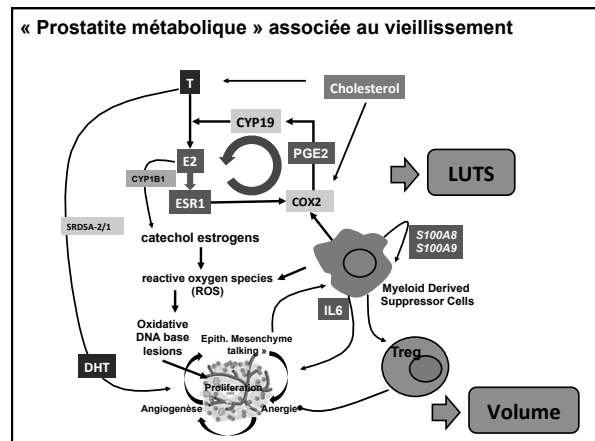 « Prostatite métabolique » associée au vieillissement
T
Cholesterol
CYP19
PGE2
E2
CYP1B1
ESR1
COX2
LUTS
SRD5A-2/1
catechol estrogens
S100A8
S100A9
reactive oxygen species
(ROS)
Myeloid Derived
Suppressor Cells
IL6
Oxidative
DNA base
lesions
Epith. Mesenchyme
talking »
Treg
DHT
Proliferation
Angiogenèse
Anergie
Volume